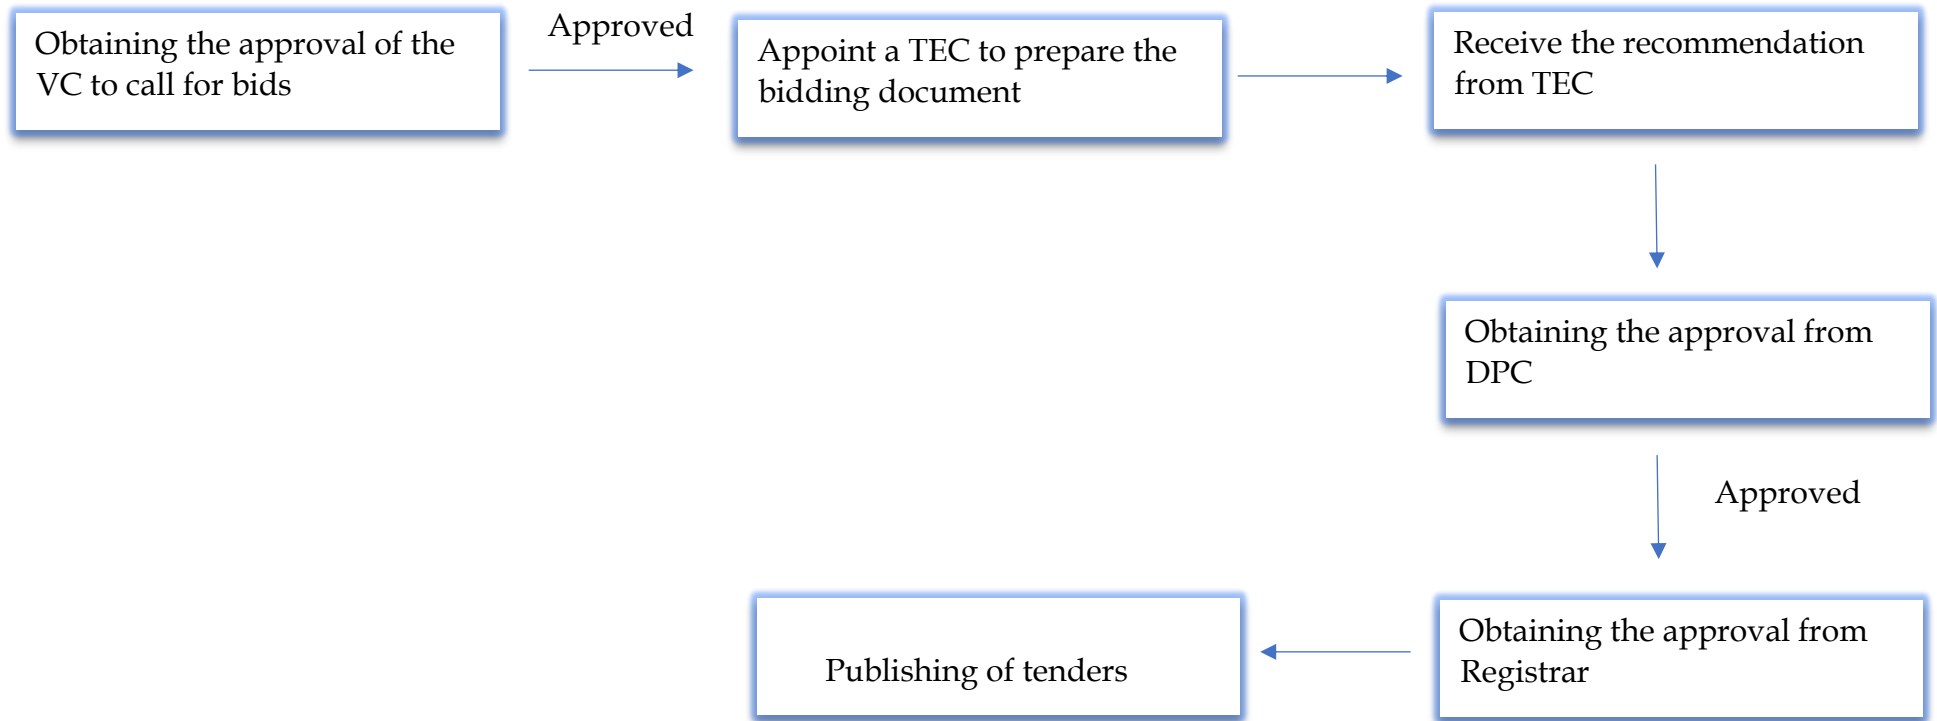 Obtaining the approval of the
VC to call for bids
Approved
Appoint a TEC to prepare the
bidding document
Receive the recommendation
from TEC
Obtaining the approval from
DPC
Approved
Obtaining the approval from
Registrar
Publishing of tenders